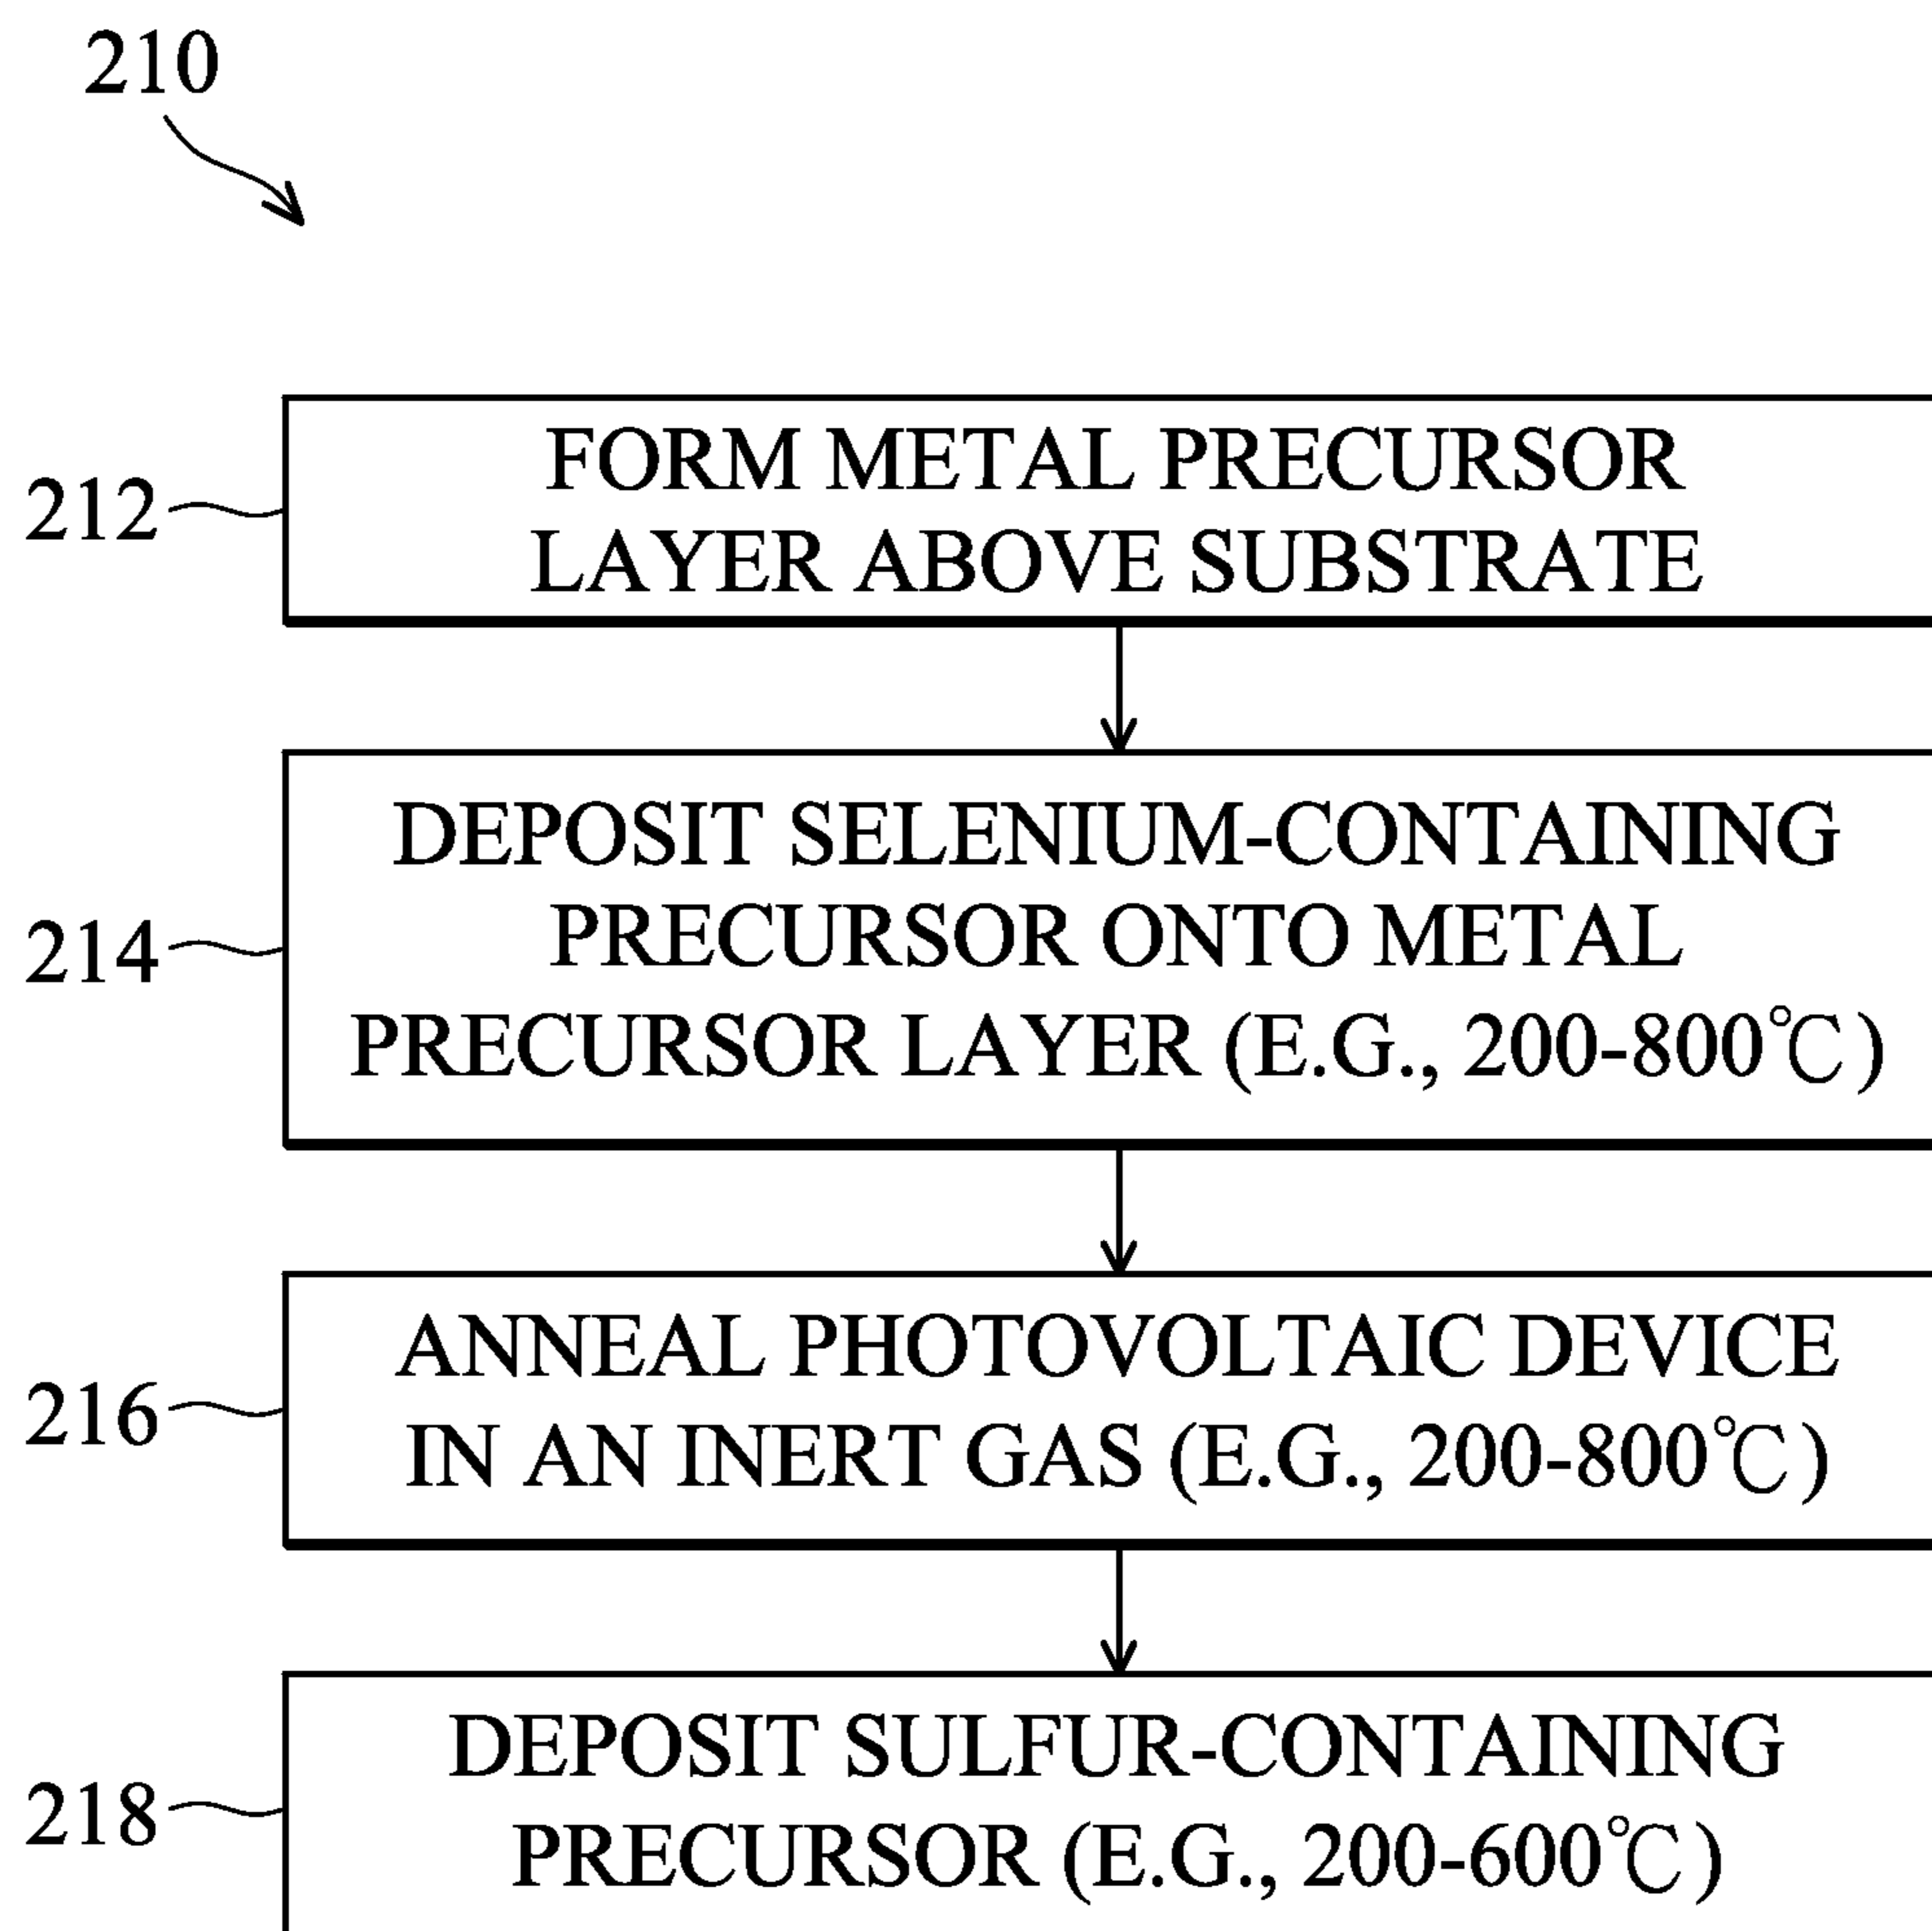 210
212
FORM METAL PRECURSOR
LAYER ABOVE SUBSTRATE
214
DEPOSIT SELENIUM-CONTAINING
PRECURSOR ONTO METAL
PRECURSOR LAYER (E.G., 200-800℃)
216
ANNEAL PHOTOVOLTAIC DEVICE
IN AN INERT GAS (E.G., 200-800℃)
218
DEPOSIT SULFUR-CONTAINING
PRECURSOR (E.G., 200-600℃)